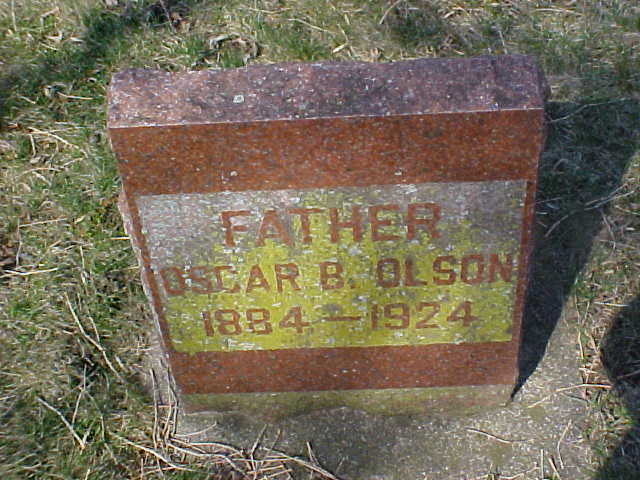 FATHER
OSCAR B. OLSON
1884-1924